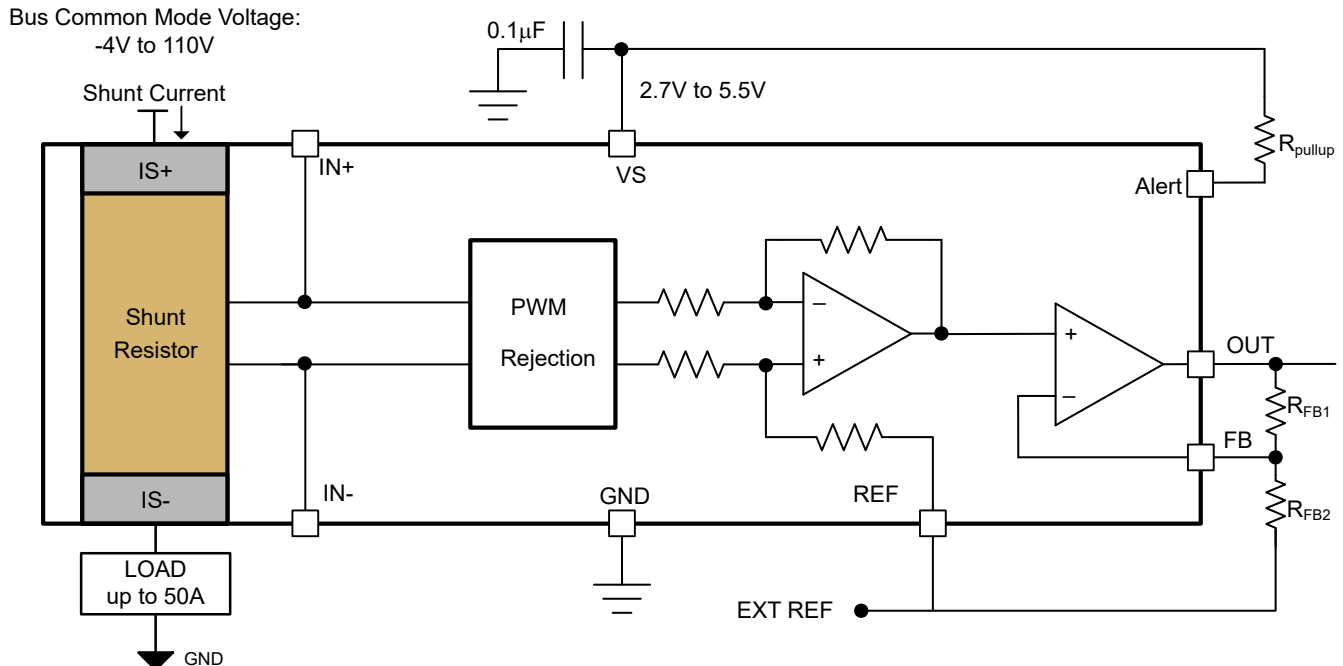 Bus Common Mode Voltage:
-4V to 110V
Shunt Current
0.1μF
2.7V to 5.5V
Rpullup
IS+
IN+
VS
Alert
Shunt
Resistor
PWM
Rejection
−
+
+
−
OUT
RFB1
FB
RFB2
IS-
IN-
GND
REF
LOAD
up to 50A
EXT REF
GND